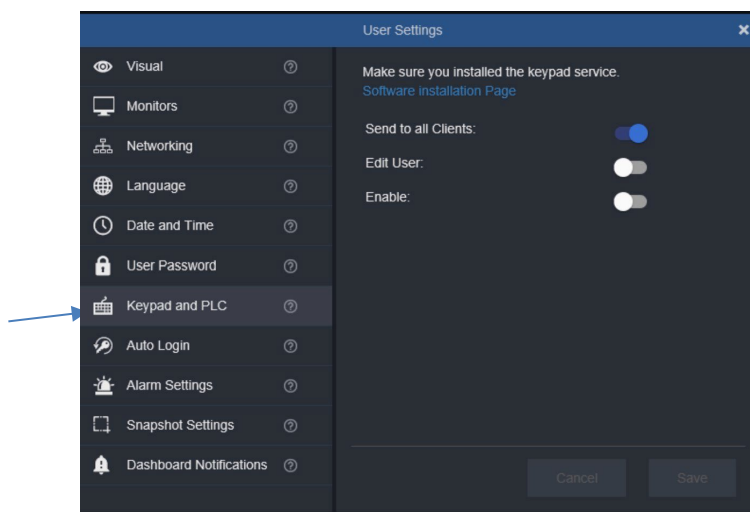 User Settings
Visual
Monitors
Networking
Language
Date and Time
User Password
Keypad and PLC
Auto Login
Alarm Settings
Snapshot Settings
Dashboard Notifications
Make sure you installed the keypad service.
Software installation Page
Send to all Clients:
Edit User:
Enable:
Cancel
Save